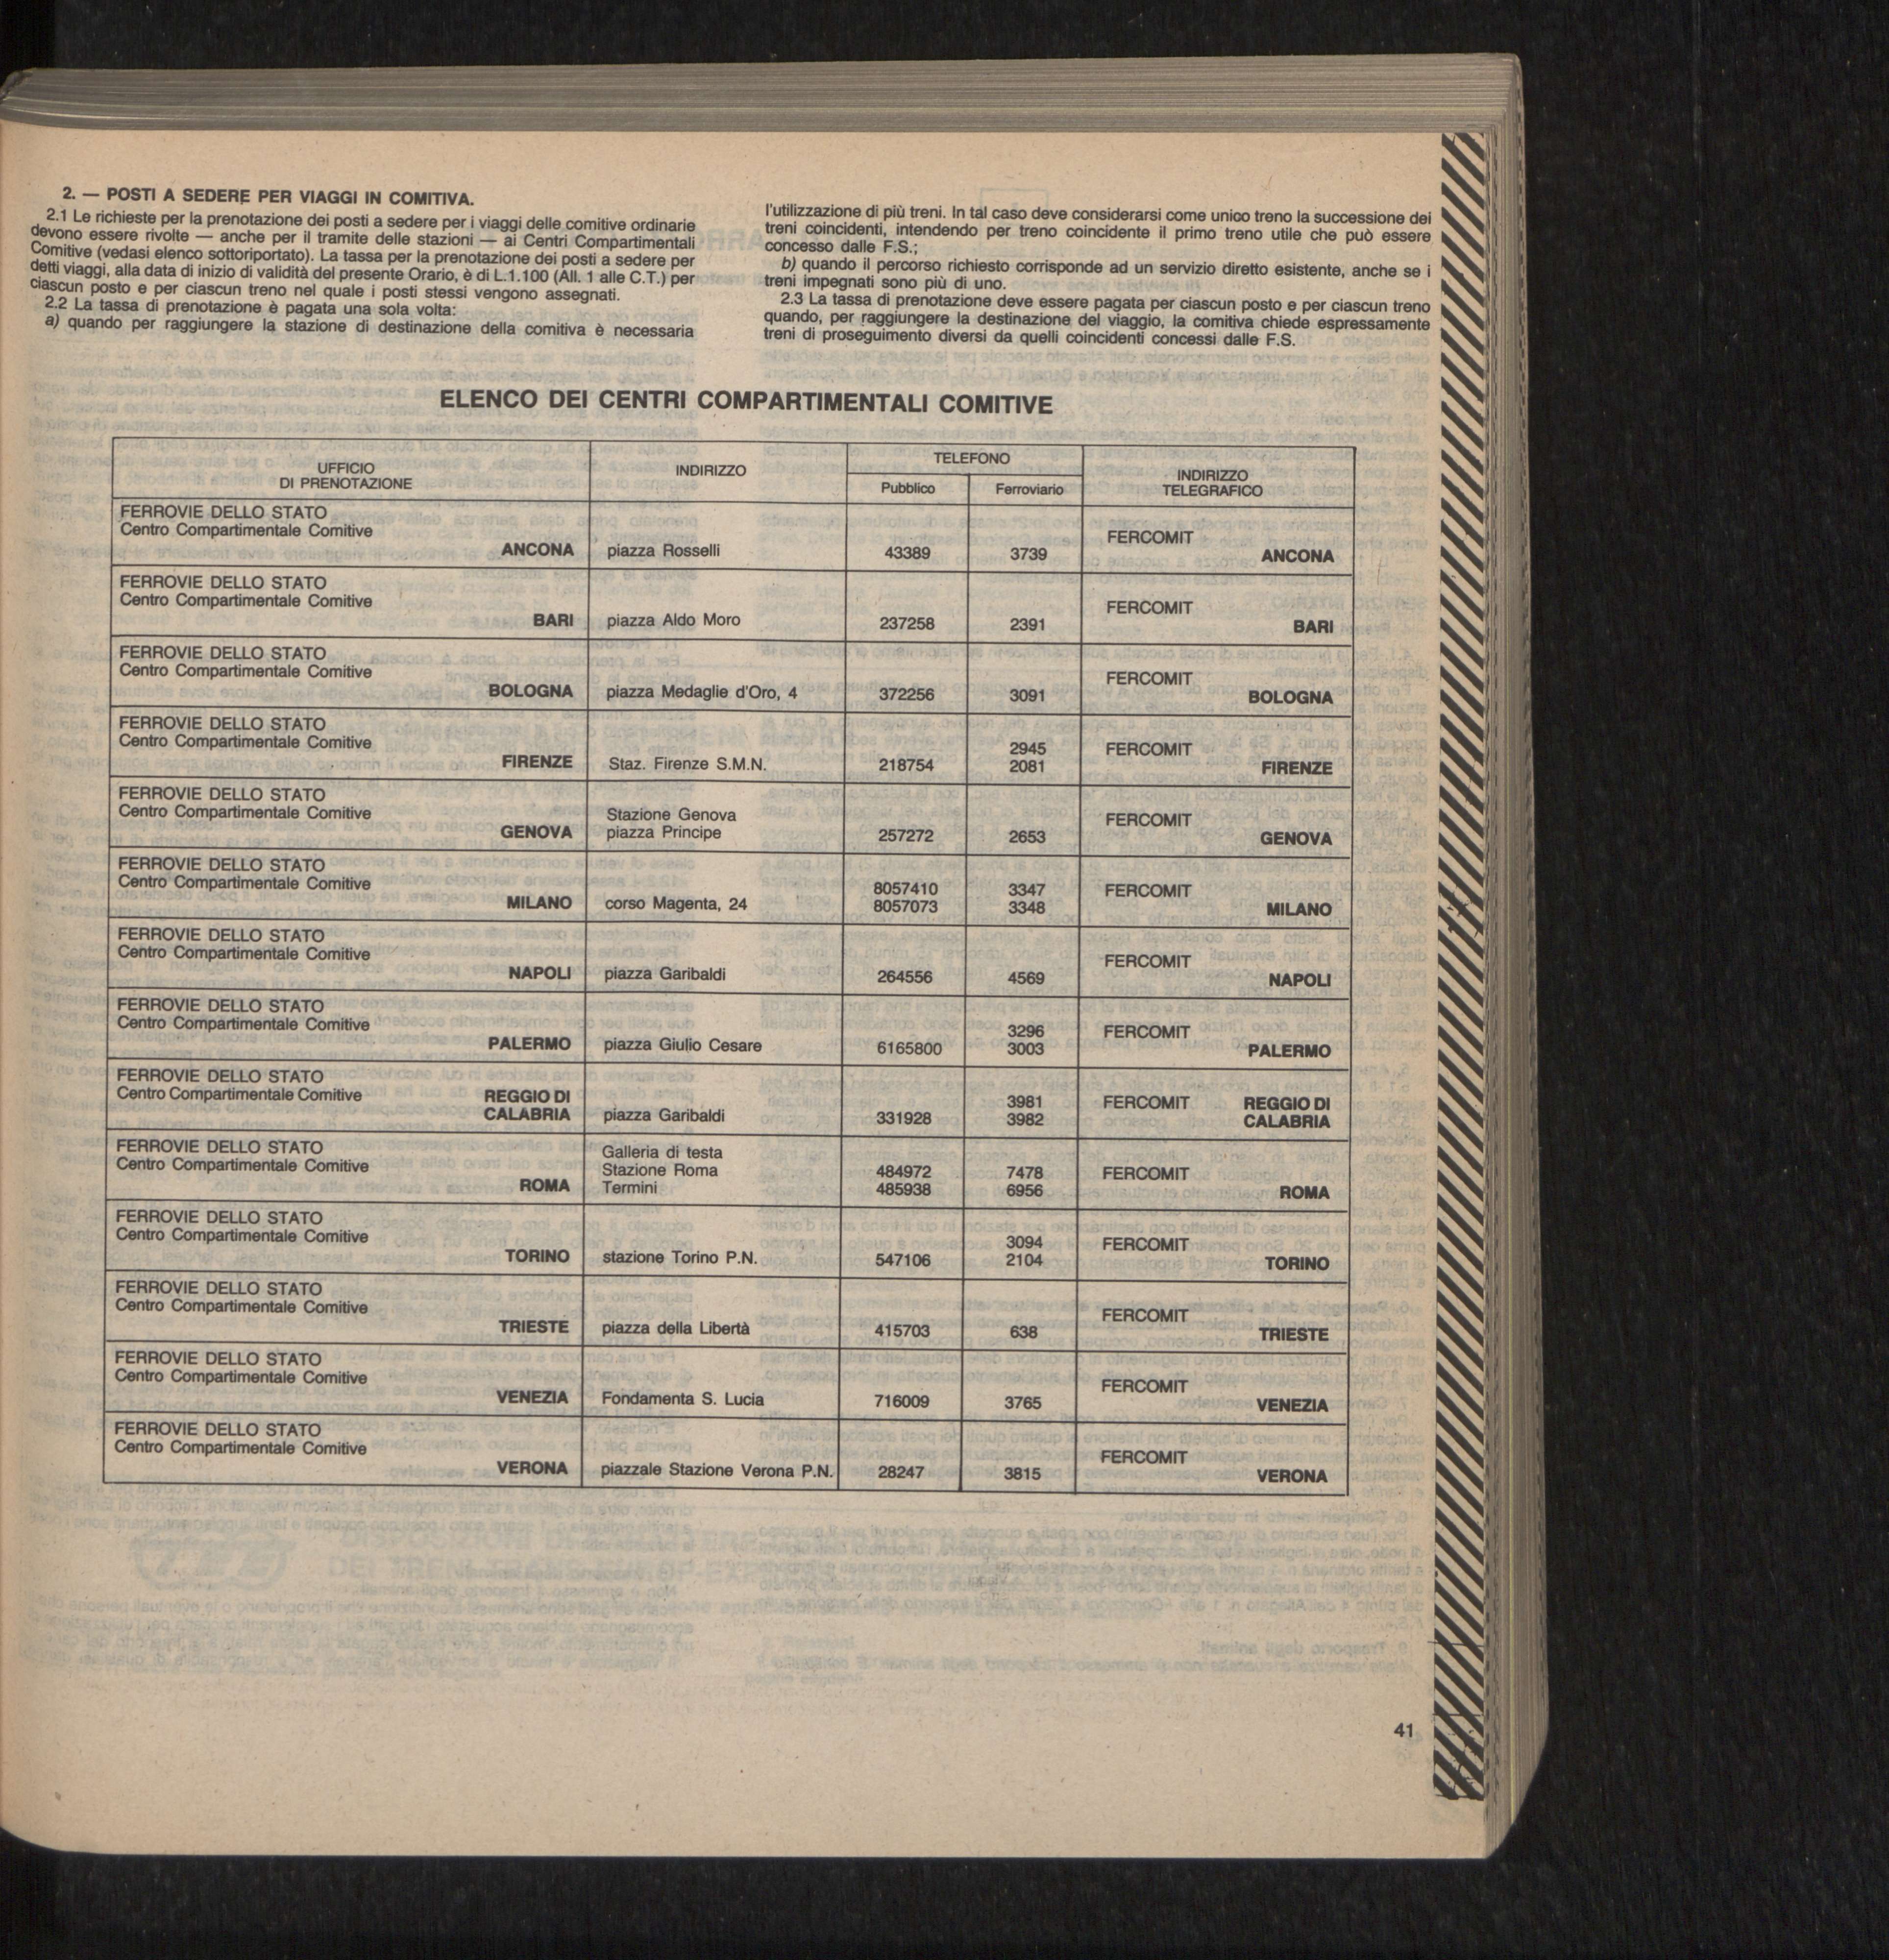 2. — POSTI A SEDERE PER VIAGGI IN COMITIVA.
2.1 Le richieste per la prenotazione dei posti a sedere per i viaggi delle comitive ordinarie
devono essere rivolte — anche per il tramite delle stazioni — ai Centri Compartimentali
Comitive (vedasi elenco sottoriportato). La tassa per la prenotazione dei posti a sedere per
detti viaggi, alla data di inizio di validità del presente Orario, è di L.1.100 (All. 1 alle C.T.) per
ciascun posto e per ciascun treno nel quale i posti stessi vengono assegnati.
2.2 La tassa di prenotazione è pagata una sola volta:
a) quando per raggiungere la stazione di destinazione della comitiva è necessaria
l'utilizzazione di più treni. In tal caso deve considerarsi come unico treno la successione dei
treni coincidenti, intendendo per treno coincidente il primo treno utile che può essere
concesso dalle F.S.;
b) quando il percorso richiesto corrisponde ad un servizio diretto esistente, anche se i
treni impegnati sono più di uno.
2.3 La tassa di prenotazione deve essere pagata per ciascun posto e per ciascun treno
quando, per raggiungere la destinazione del viaggio, la comitiva chiede espressamente
treni di proseguimento diversi da quelli coincidenti concessi dalle F.S.
ELENCO DEI CENTRI COMPARTIMENTALI COMITIVE
UFFICIO
DI PRENOTAZIONE
INDIRIZZO
TELEFONO
Pubblico
Ferroviario
INDIRIZZO
TELEGRAFICO
FERROVIE DELLO STATO
Centro Compartimentale Comitive
ANCONA piazza Rosselli 43389 3739 FERCOMIT ANCONA
FERROVIE DELLO STATO
Centro Compartimentale Comitive
BARI piazza Aldo Moro 237258 2391 FERCOMIT BARI
FERROVIE DELLO STATO
Centro Compartimentale Comitive
BOLOGNA piazza Medaglie d'Oro, 4 372256 3091 FERCOMIT BOLOGNA
FERROVIE DELLO STATO
Centro Compartimentale Comitive
2945
FIRENZE Staz. Firenze S.M.N. 218754 2081 FERCOMIT FIRENZE
FERROVIE DELLO STATO
Centro Compartimentale Comitive
Stazione Genova
GENOVA piazza Principe 257272 2653 FERCOMIT GENOVA
FERROVIE DELLO STATO
Centro Compartimentale Comitive
8057410 3347
MILANO corso Magenta, 24 8057073 3348 FERCOMIT MILANO
FERROVIE DELLO STATO
Centro Compartimentale Comitive
NAPOLI piazza Garibaldi 264556 4569 FERCOMIT NAPOLI
FERROVIE DELLO STATO
Centro Compartimentale Comitive
3296
PALERMO piazza Giulio Cesare 6165800 3003 FERCOMIT PALERMO
FERROVIE DELLO STATO
Centro Compartimentale Comitive REGGIO DI 3981 FERCOMIT REGGIO DI
CALABRIA piazza Garibaldi 331928 3982 CALABRIA
FERROVIE DELLO STATO
Centro Compartimentale Comitive
Galleria di testa
Stazione Roma 484972 7478 FERCOMIT
ROMA Termini 485938 6956 ROMA
FERROVIE DELLO STATO
Centro Compartimentale Comitive
3094
TORINO stazione Torino P.N. 547106 2104 FERCOMIT TORINO
FERROVIE DELLO STATO
Centro Compartimentale Comitive
TRIESTE piazza della Libertà 415703 638 FERCOMIT TRIESTE
FERROVIE DELLO STATO
Centro Compartimentale Comitive
VENEZIA Fondamenta S. Lucia 716009 3765 FERCOMIT VENEZIA
FERROVIE DELLO STATO
Centro Compartimentale Comitive
VERONA piazzale Stazione Verona P.N. 28247 3815 FERCOMIT VERONA
41